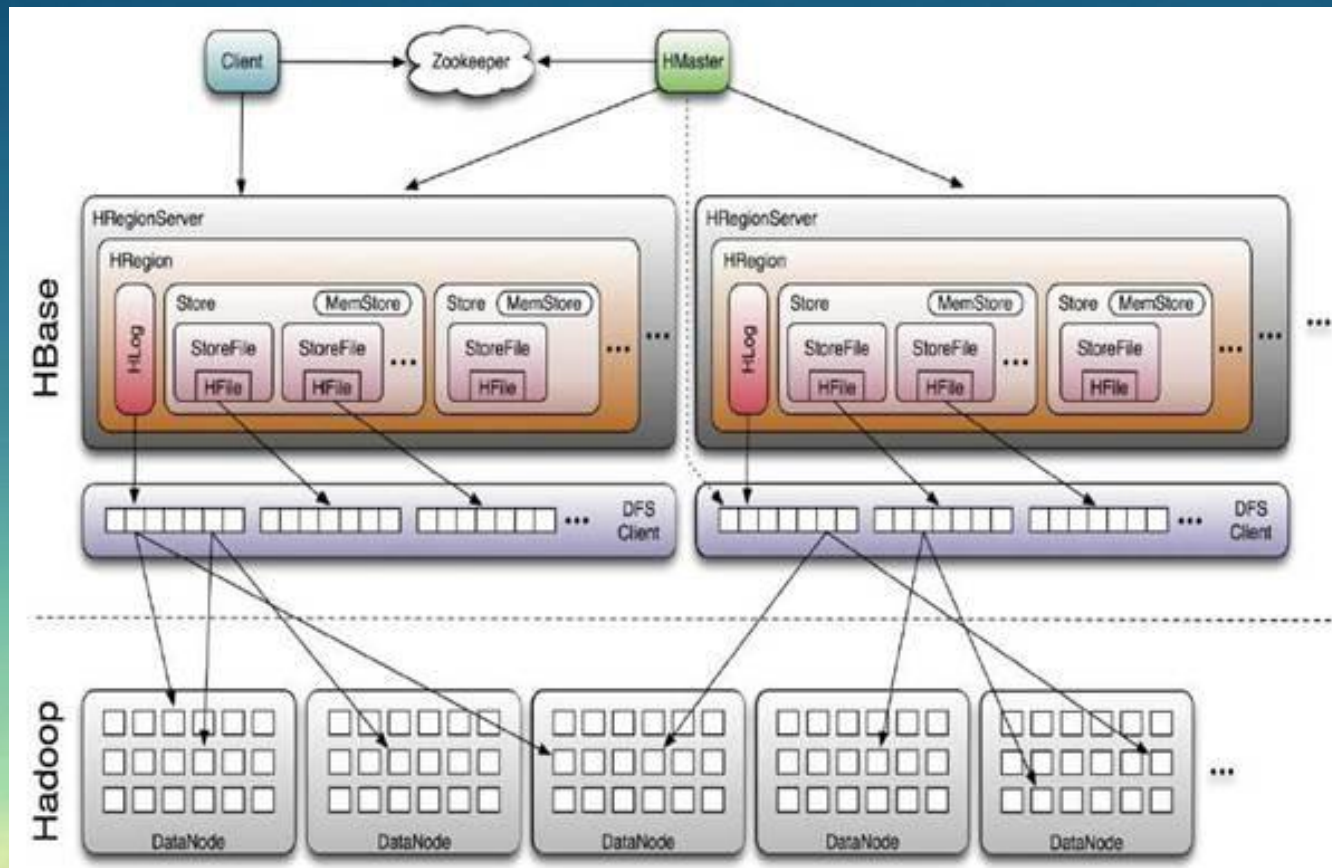 Client
Zookeeper
HMaster
HBase
HRegionServer
HRegion
HLog
Store
MemStore
StoreFile
HFile
StoreFile
HFile
...
Store
MemStore
StoreFile
HFile
...
...
HRegionServer
HRegion
HLog
Store
MemStore
StoreFile
HFile
StoreFile
HFile
...
Store
MemStore
StoreFile
HFile
...
...
...
...
DFS
Client
...
DFS
Client
Hadoop
DataNode
DataNode
DataNode
DataNode
DataNode
...